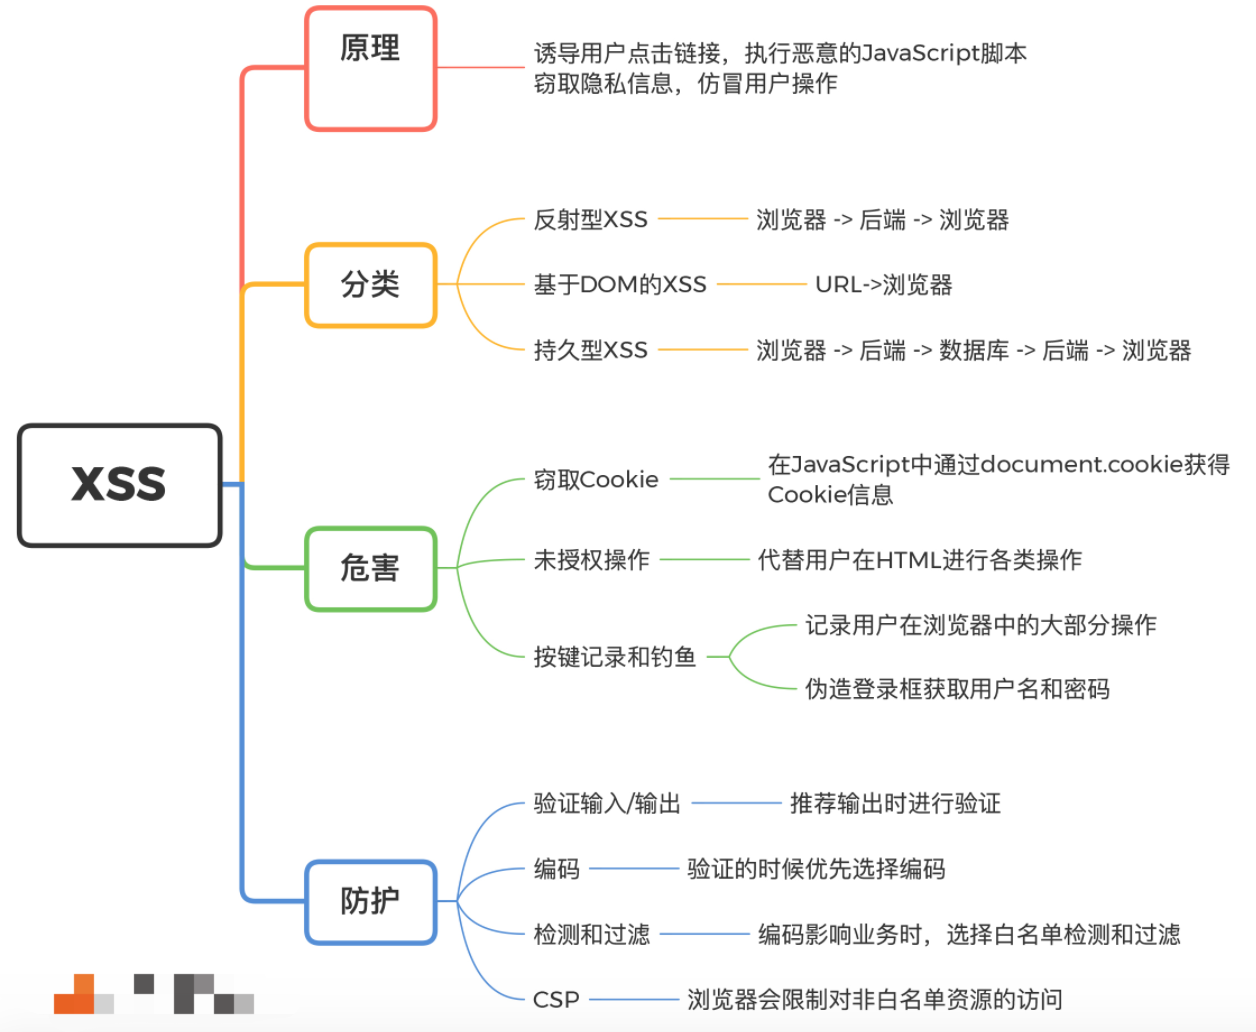 XSS
原理
诱导用户点击链接，执行恶意的JavaScript脚本
窃取隐私信息，仿冒用户操作
分类
反射型XSS
浏览器 -> 后端 -> 浏览器
基于DOM的XSS
URL->浏览器
持久型XSS
浏览器 -> 后端 -> 数据库 -> 后端 -> 浏览器
危害
窃取Cookie
在JavaScript中通过document.cookie获得
Cookie信息
未授权操作
代替用户在HTML进行各类操作
按键记录和钓鱼
记录用户在浏览器中的大部分操作
伪造登录框获取用户名和密码
防护
验证输入/输出
推荐输出时进行验证
编码
验证的时候优先选择编码
检测和过滤
编码影响业务时，选择白名单检测和过滤
CSP
浏览器会限制对非白名单资源的访问